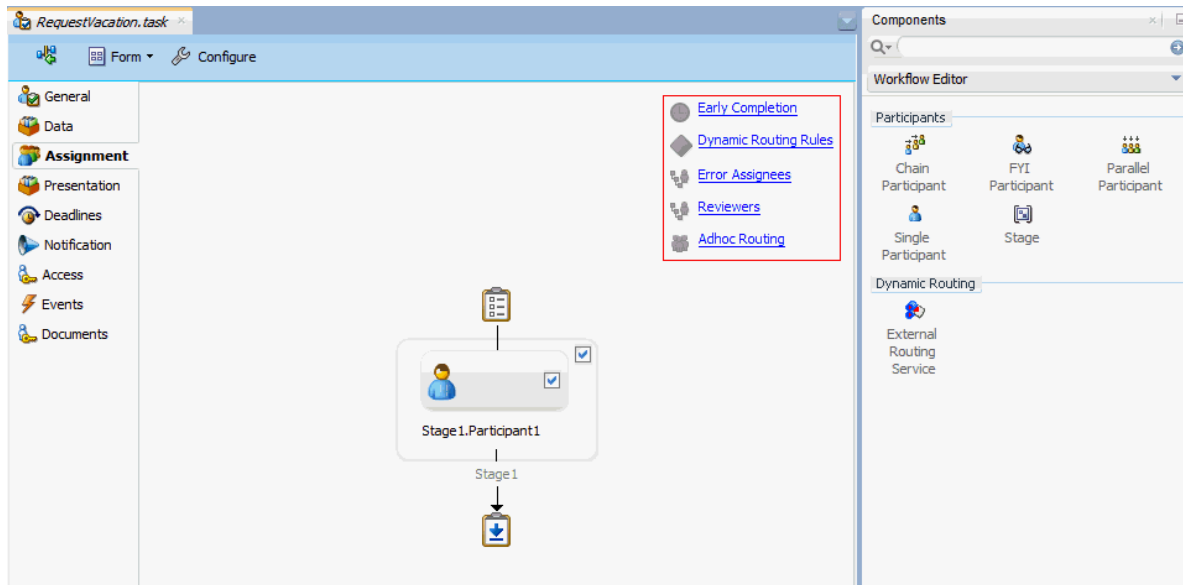 RequestVacation.task
Form
Configure
General
Data
Assignment
Presentation
Deadlines
Notification
Access
Events
Documents
Early Completion
Dynamic Routing Rules
Error Assignees
Reviewers
Adhoc Routing
Stage1.Participant1
Stage1
Components
Workflow Editor
Participants
Chain
Participant
FYI
Participant
Parallel
Participant
Single
Participant
Stage
Dynamic Routing
External
Routing
Service